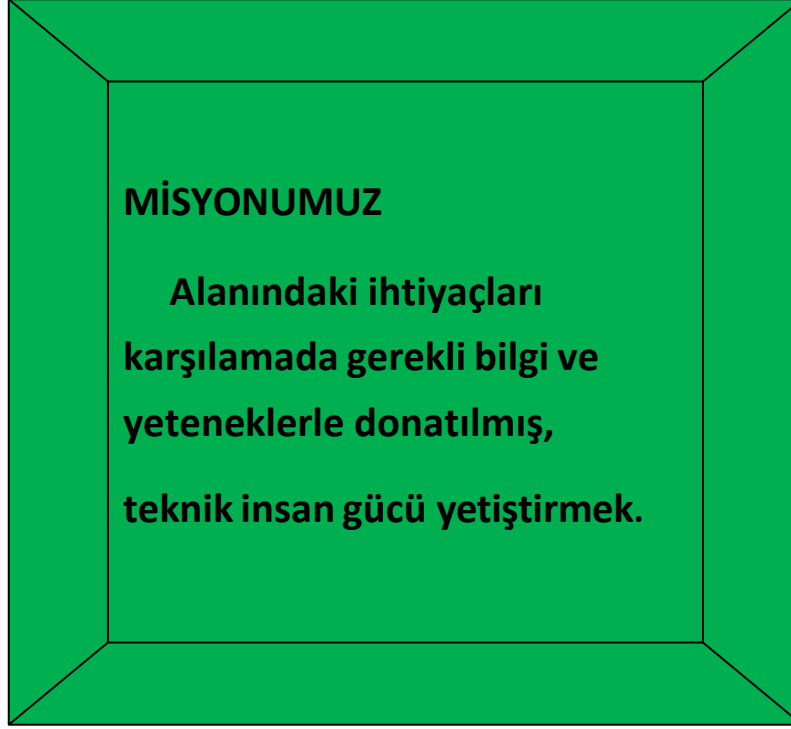 MİSYONUMUZ
Alanındaki ihtiyaçları
karşılamada gerekli bilgi ve
yeteneklerle donatılmış,
teknik insan gücü yetiştirmek.